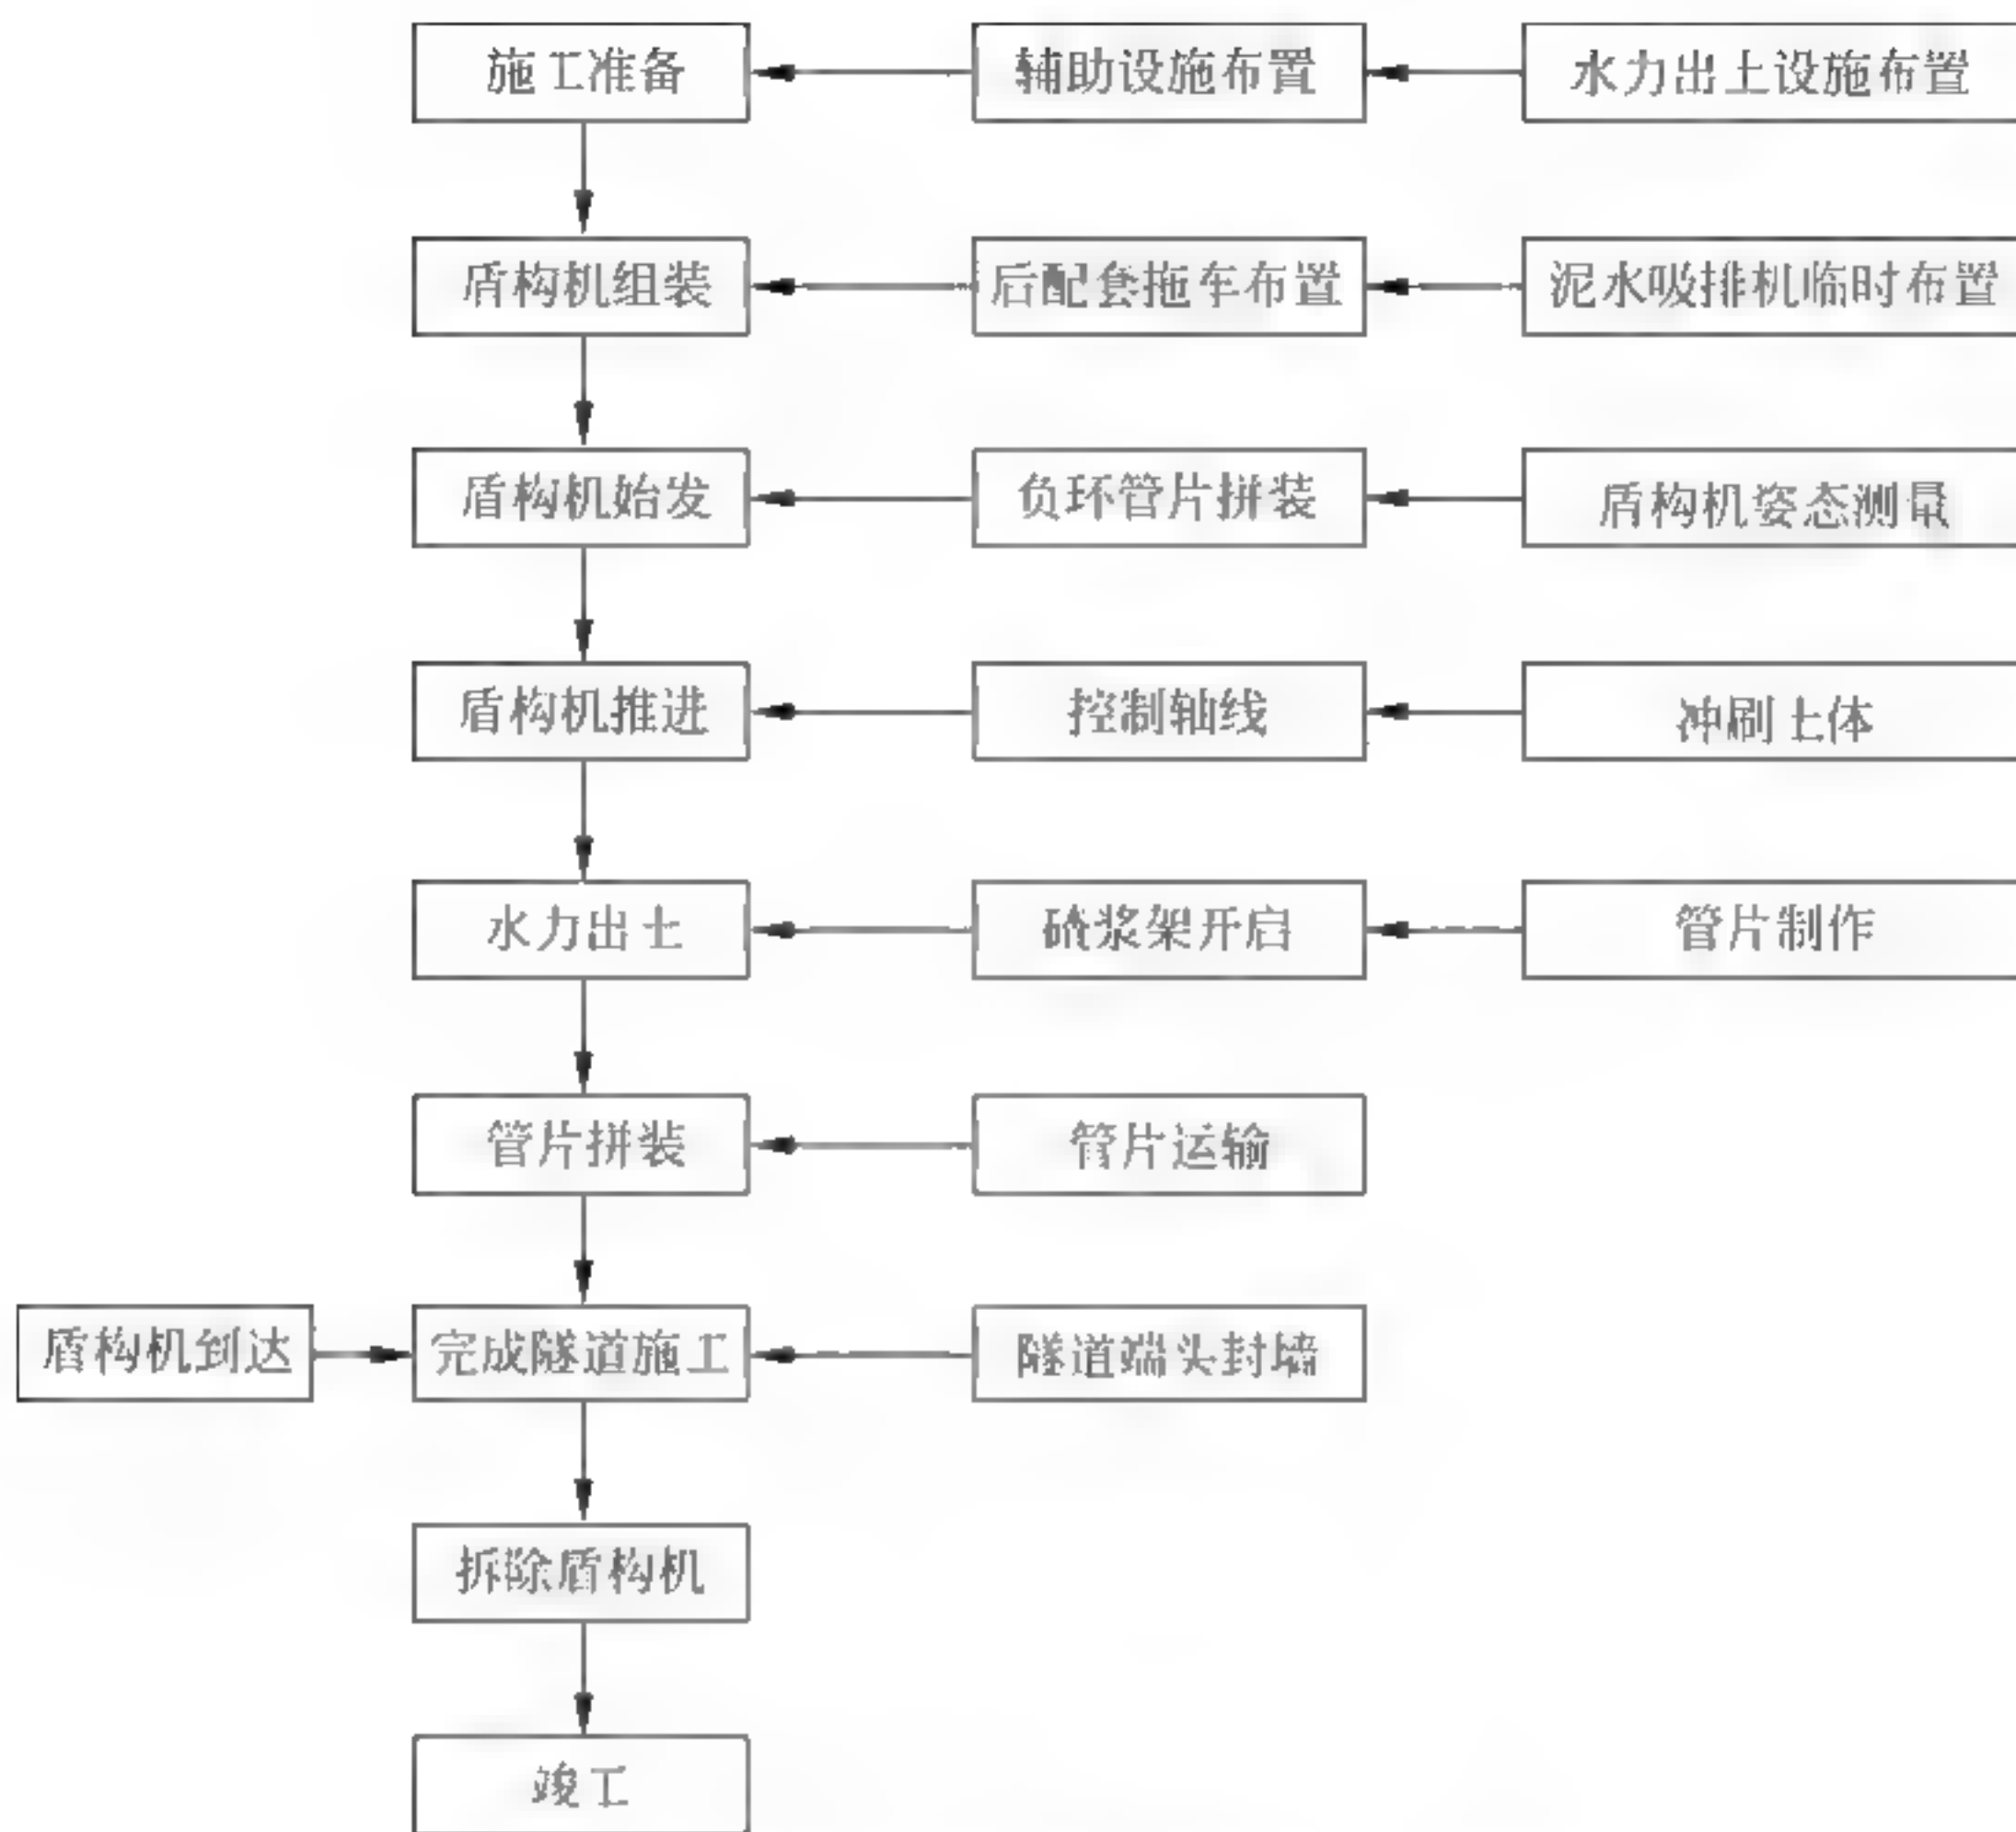 施工准备
辅助设施布置
水力出土设施布置
盾构机组装
后配套拖车布置
泥水吸排机临时布置
盾构机始发
负环管片拼装
盾构机姿态测量
盾构机推进
控制轴线
冲刷土体
水力出土
浆架开启
管片制作
管片拼装
管片运输
盾构机到达
完成隧道施工
隧道端头封墙
拆除盾构机
竣工